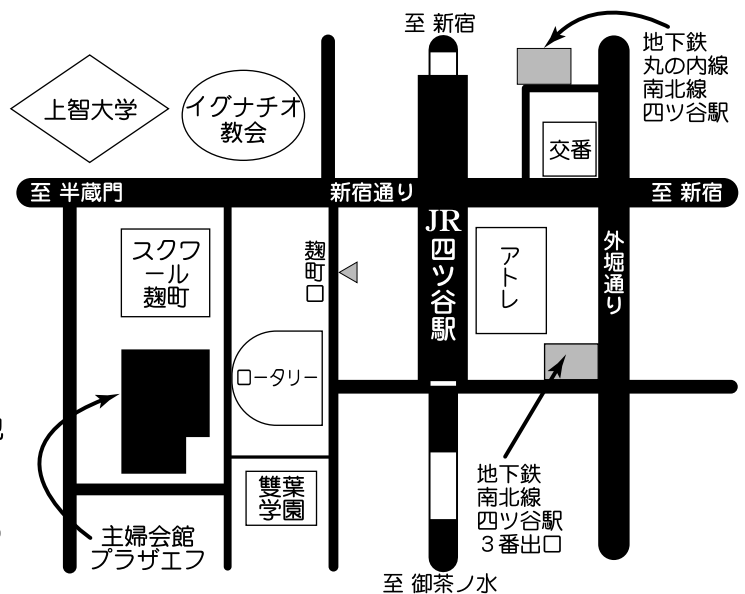 至 新宿
地下鉄
丸の内線
南北線
四ツ谷駅
上智大学
イグナチオ
教会
交番
至 半蔵門
新宿通り
至 新宿
JR四ツ谷駅
外堀通り
スクワ
ール
麹町
麹町口
アトレ
ロータリー
地下鉄
南北線
四ツ谷駅
3番出口
雙葉
学園
主婦会館
プラザエフ
至 御茶ノ水